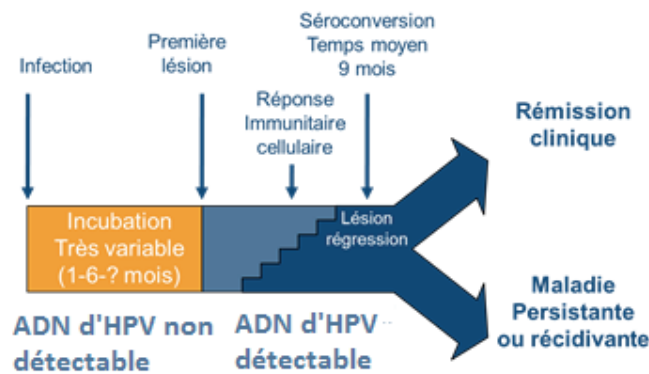 Infection
Première
lésion
Réponse
Immunitaire
cellulaire
Séroconversion
Temps moyen
9 mois
Incubation
Très variable
(1-6-? mois)
Lésion
régression
Rémission
clinique
Maladie
Persistante
ou récidivante
ADN d'HPV non
détectable
ADN d'HPV
détectable